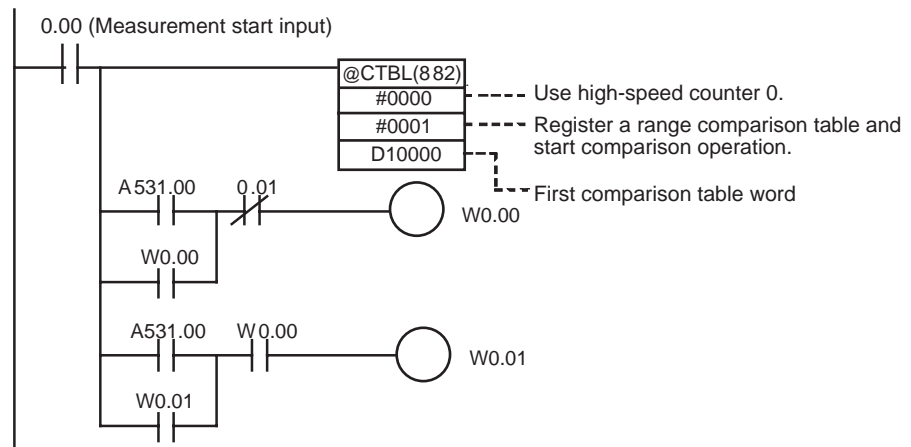 0.00 (Measurement start input)
@CTBL(882)
#0000
Use high-speed counter 0.
#0001
Register a range comparison table and
start comparison operation.
D10000
First comparison table word
A531.00
0.01
W0.00
W0.00
A531.00
W0.00
W0.01
W0.01